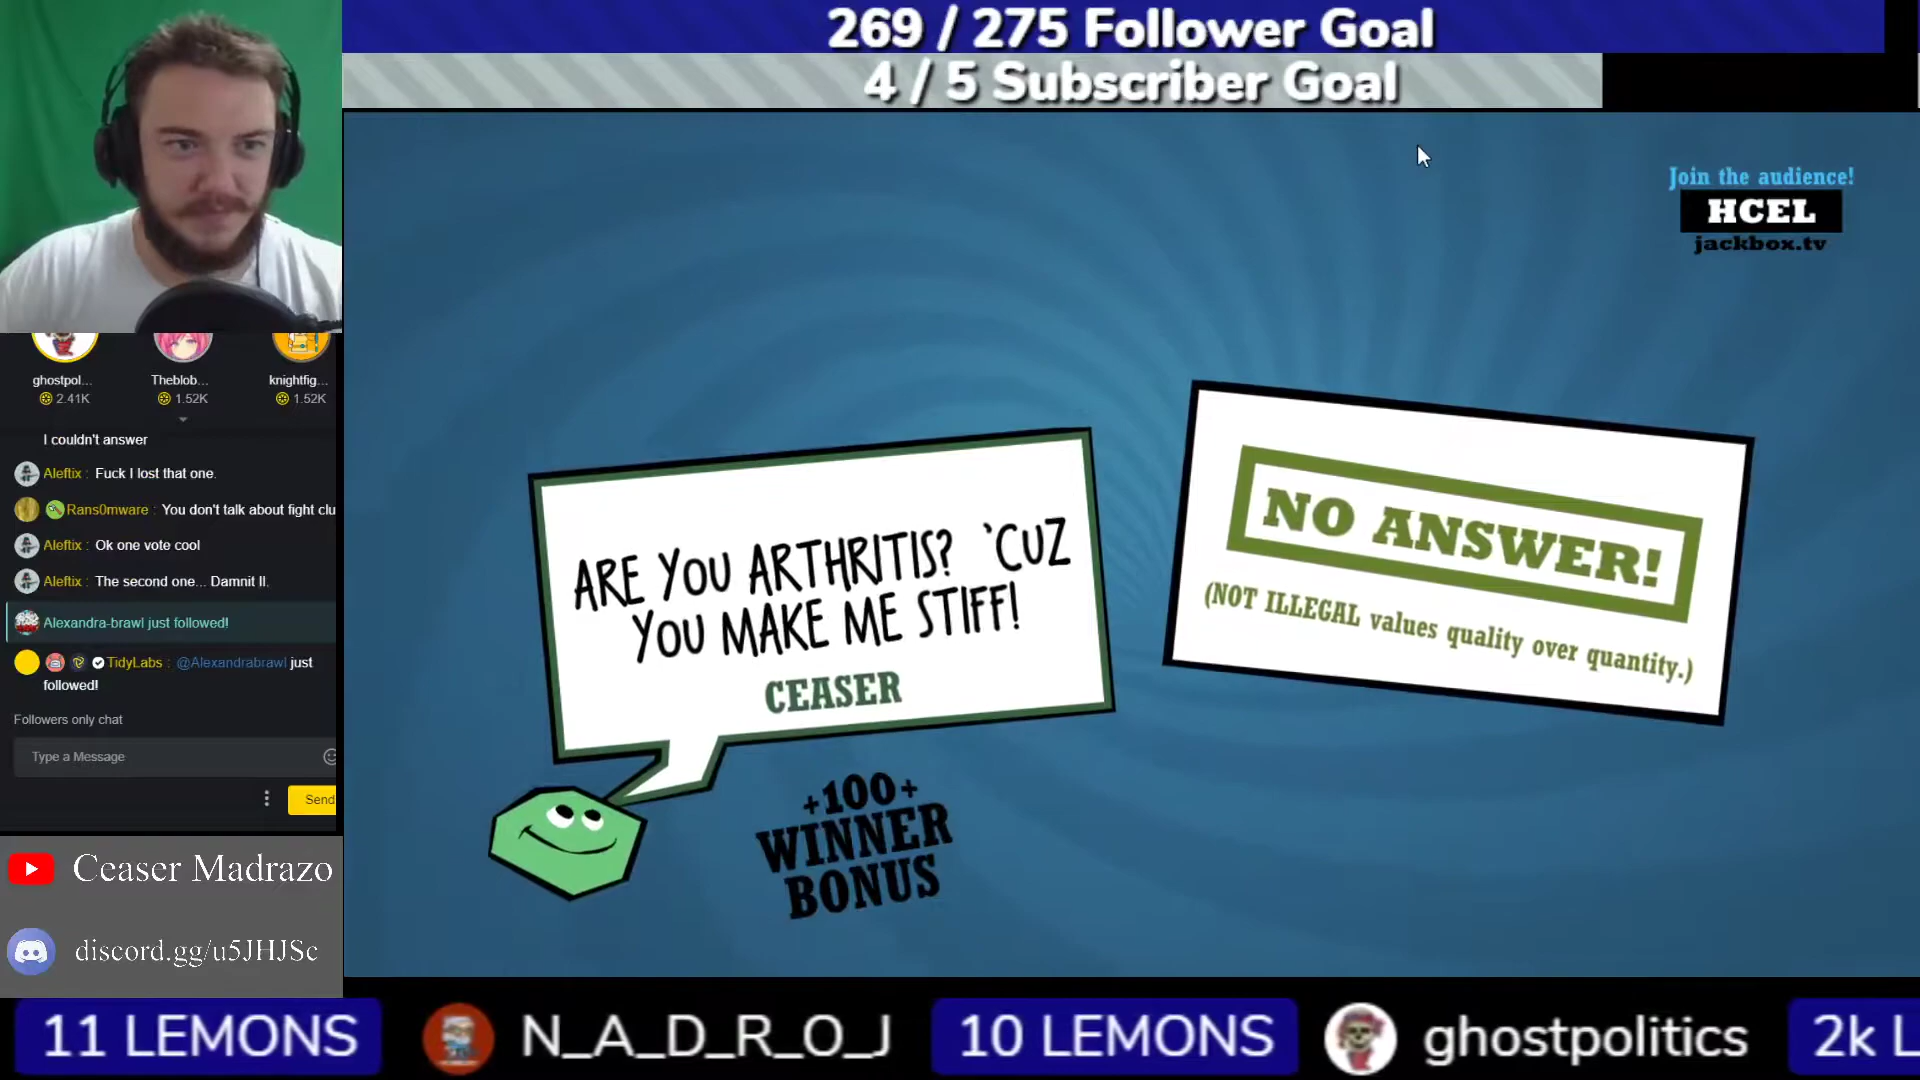 269 / 275 Follower Goal
4 / 5 Subscriber Goal
Join the audience!
HCEL
jackbox.tv
ghostpol...
Theblob...
knightfig...
2.41K
1.52K
1.52K
I couldn't answer
Aleftix : Fuck I lost that one.
Rans0mware : You don't talk about fight clu
Aleftix : Ok one vote cool
Aleftix : The second one... Damnit ll.
Alexandra-brawl just followed!
TidyLabs : @Alexandrabrawl just
followed!
Followers only chat
Type a Message
Send
Ceaser Madrazo
discord.gg/u5JHJSc
ARE YOU ARTHRITIS? 'CUZ
YOU MAKE ME STIFF!
CEASER
+100+
WINNER
BONUS
NO ANSWER!
(NOT ILLEGAL values quality over quantity.)
11 LEMONS
N_A_D_R_O_J
10 LEMONS
ghostpolitics
2k L